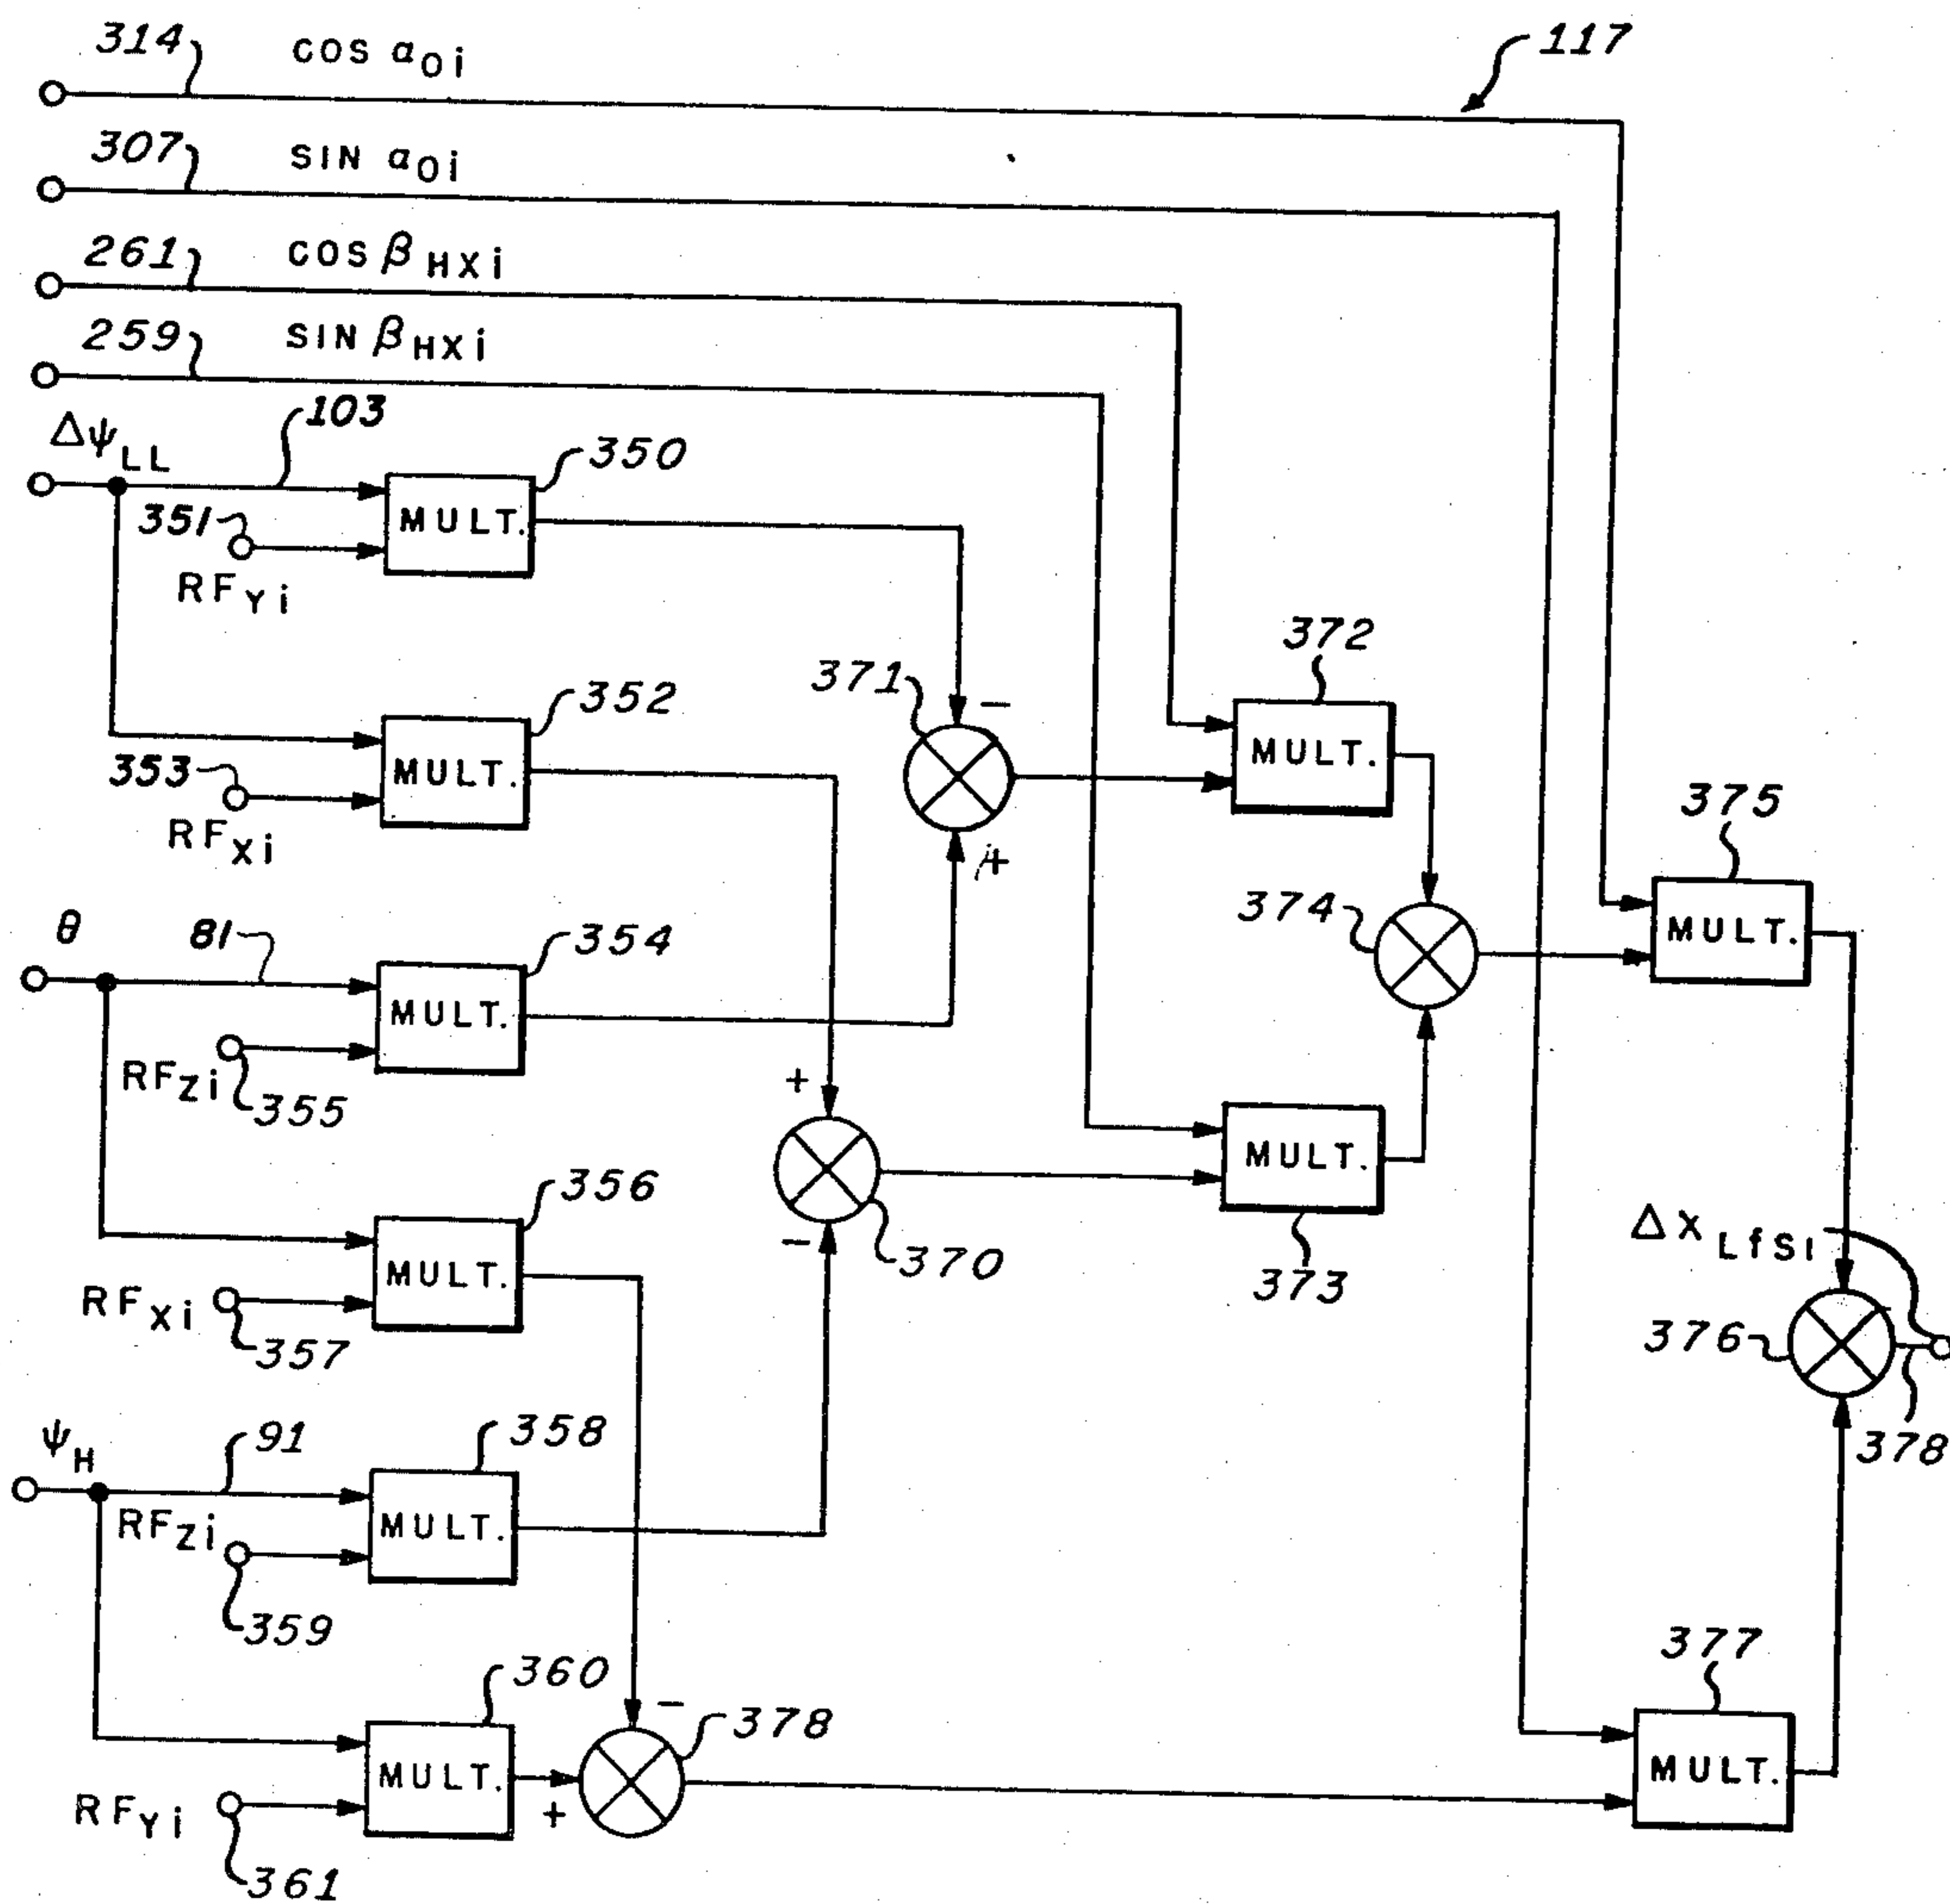 314 cos α0i
117
307 SIN α0i
261 cos βHXi
259 SIN βHXi
ΔψLL 103
350
MULT.
351
RFYi
372
MULT.
371
−
352
MULT.
353
RFXi
+
375
MULT.
374
θ 81
354
MULT.
RFZi 355
+
370
−
373
MULT.
356
MULT.
RFXi 357
ΔXLfSI
376
378
ψH 91
358
MULT.
RFZi
359
360
MULT.
−
378
+
RFYi
361
377
MULT.